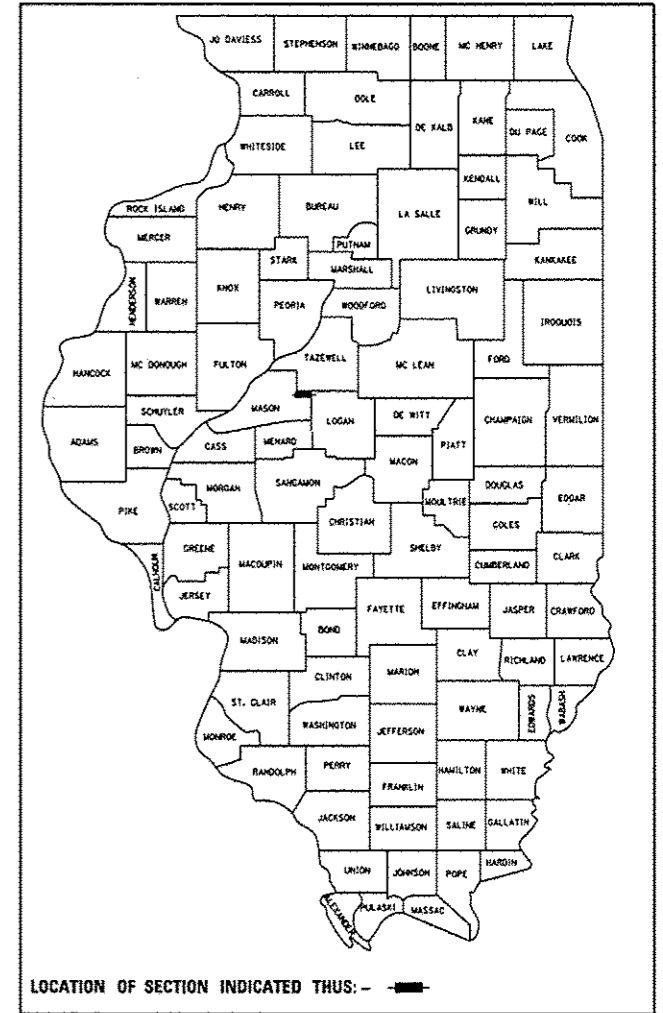 JO DAVIESS STEPHENSON WINNEBAGO BOONE MC HENRY LAKE
CARROLL OGLE DE KALB KANE DU PAGE COOK
WHITESIDE LEE KENDALL WILL
ROCK ISLAND HENRY BUREAU LA SALLE GRUNDY
MERCER STARK PUTNAM MARSHALL KANKAKEE
HENDERSON WARREN KNOX PEORIA WOODFORD LIVINGSTON IROQUOIS
HANCOCK MC DONOUGH FULTON TAZEWELL MC LEAN FORD
SCHUYLER MASON LOGAN DE WITT CHAMPAIGN VERMILION
ADAMS BROWN CASS MENARD MACON PIATT
PIKE SCOTT MORGAN SANGAMON CHRISTIAN MOULTRIE DOUGLAS EDGAR
COLES
CALHOUN GREENE MACOUPIN MONTGOMERY SHELBY CUMBERLAND CLARK
JERSEY FAYETTE EFFINGHAM JASPER CRAWFORD
MADISON BOND CLAY RICHLAND LAWRENCE
CLINTON MARION
ST. CLAIR WASHINGTON JEFFERSON WAYNE EDWARDS WABASH
MONROE
RANDOLPH PERRY FRANKLIN HAMILTON WHITE
JACKSON WILLIAMSON SALINE GALLATIN
UNION JOHNSON POPE HARDIN
ALEXANDER PULASKI MASSAC
LOCATION OF SECTION INDICATED THUS: -